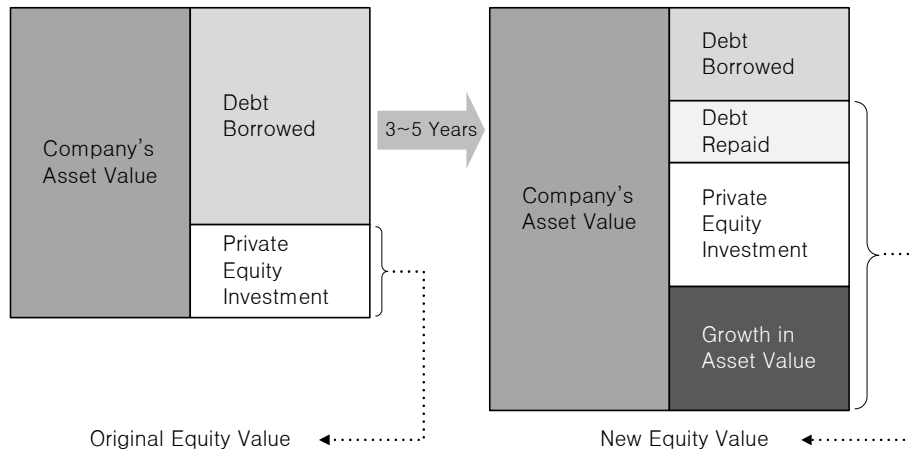 Company's
Asset Value
Debt
Borrowed
Private
Equity
Investment
Original Equity Value
3~5 Years
Company's
Asset Value
Debt
Borrowed
Debt
Repaid
Private
Equity
Investment
Growth in
Asset Value
New Equity Value